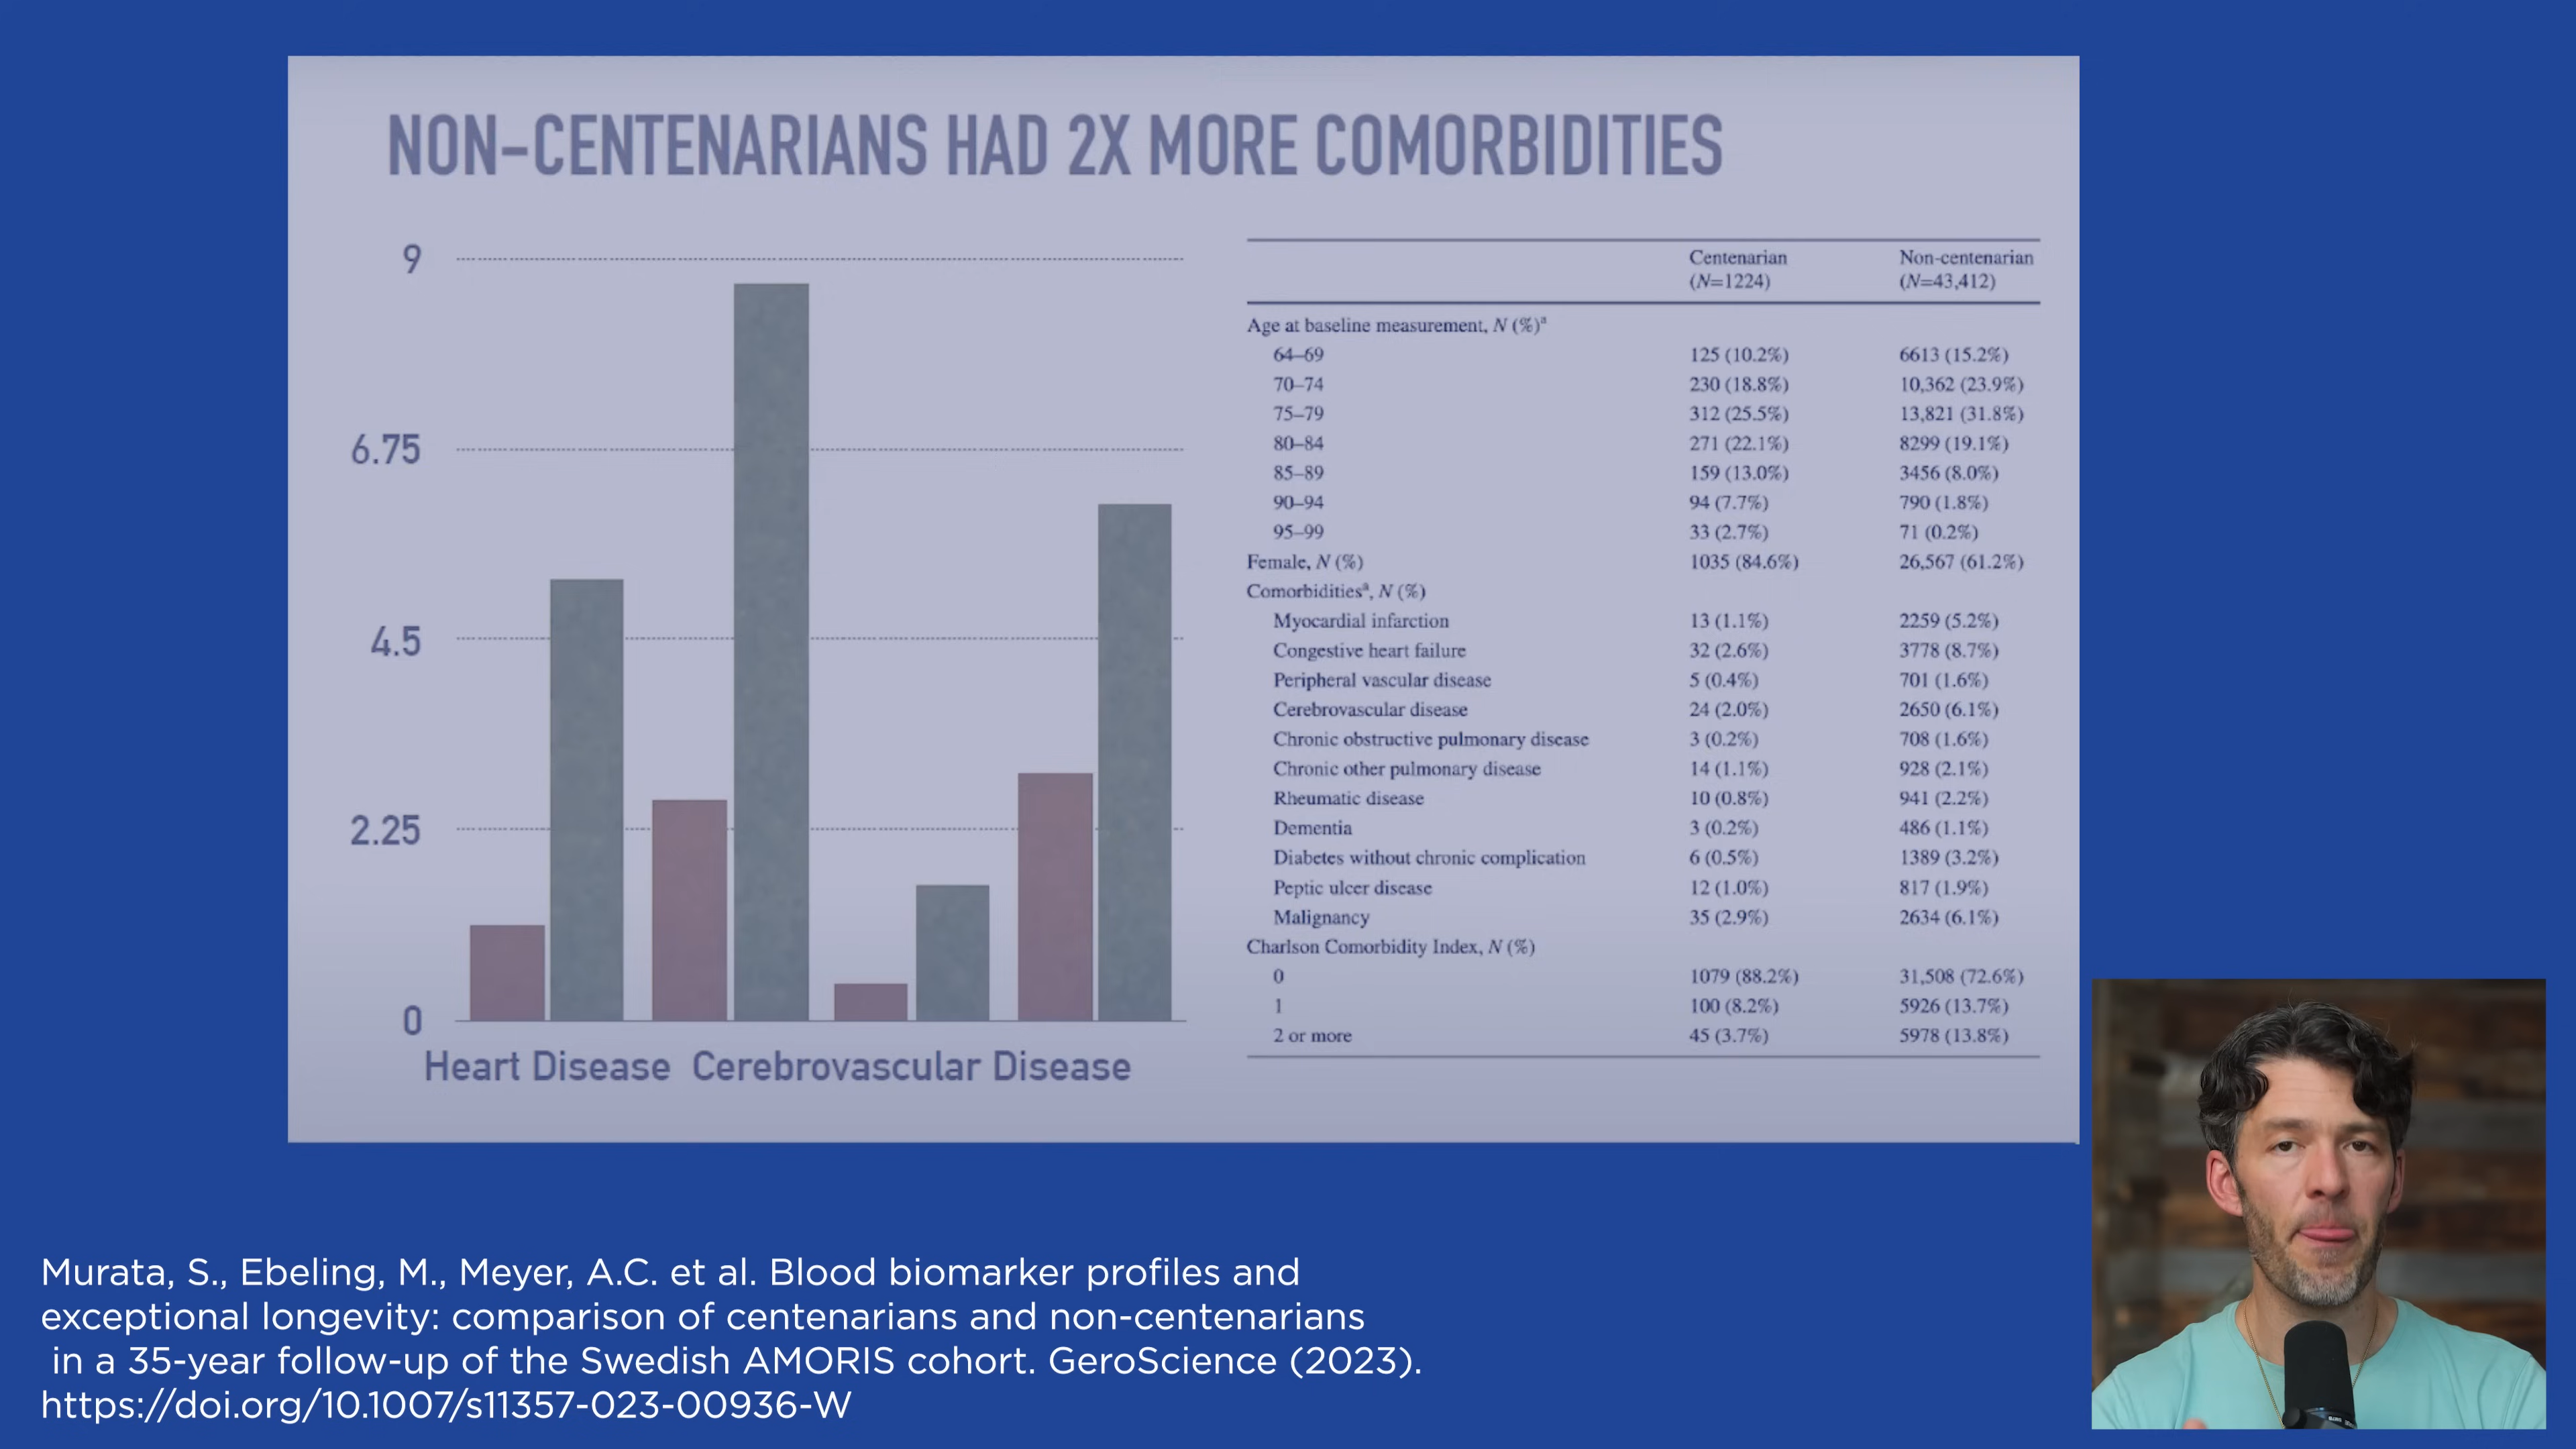 NON-CENTENARIANS HAD 2X MORE COMORBIDITIES
9
6.75
4.5
2.25
0
Heart Disease Cerebrovascular Disease
Centenarian Non-centenarian
(N=1224) (N=43,412)
Age at baseline measurement, N (%)ª
64–69 125 (10.2%) 6613 (15.2%)
70–74 230 (18.8%) 10,362 (23.9%)
75–79 312 (25.5%) 13,821 (31.8%)
80–84 271 (22.1%) 8299 (19.1%)
85–89 159 (13.0%) 3456 (8.0%)
90–94 94 (7.7%) 790 (1.8%)
95–99 33 (2.7%) 71 (0.2%)
Female, N (%) 1035 (84.6%) 26,567 (61.2%)
Comorbiditiesª, N (%)
Myocardial infarction 13 (1.1%) 2259 (5.2%)
Congestive heart failure 32 (2.6%) 3778 (8.7%)
Peripheral vascular disease 5 (0.4%) 701 (1.6%)
Cerebrovascular disease 24 (2.0%) 2650 (6.1%)
Chronic obstructive pulmonary disease 3 (0.2%) 708 (1.6%)
Chronic other pulmonary disease 14 (1.1%) 928 (2.1%)
Rheumatic disease 10 (0.8%) 941 (2.2%)
Dementia 3 (0.2%) 486 (1.1%)
Diabetes without chronic complication 6 (0.5%) 1389 (3.2%)
Peptic ulcer disease 12 (1.0%) 817 (1.9%)
Malignancy 35 (2.9%) 2634 (6.1%)
Charlson Comorbidity Index, N (%)
0 1079 (88.2%) 31,508 (72.6%)
1 100 (8.2%) 5926 (13.7%)
2 or more 45 (3.7%) 5978 (13.8%)
Murata, S., Ebeling, M., Meyer, A.C. et al. Blood biomarker profiles and
exceptional longevity: comparison of centenarians and non-centenarians
in a 35-year follow-up of the Swedish AMORIS cohort. GeroScience (2023).
https://doi.org/10.1007/s11357-023-00936-W